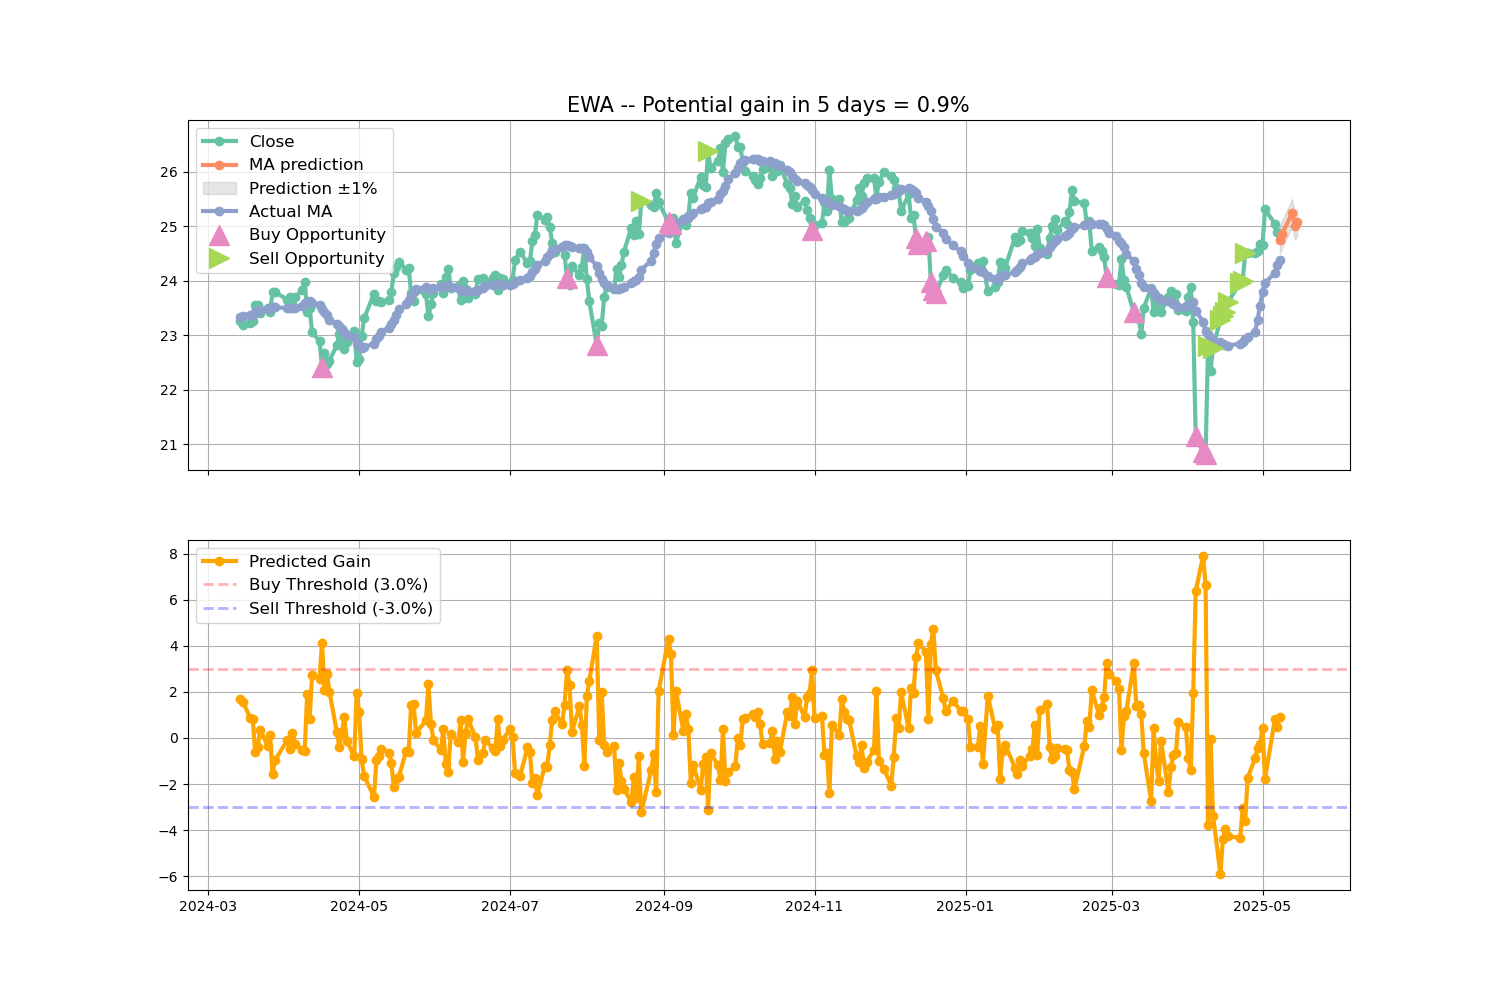 EWA -- Potential gain in 5 days = 0.9%
Close
MA prediction
Prediction ±1%
Actual MA
Buy Opportunity
Sell Opportunity
26
25
24
23
22
21
Predicted Gain
Buy Threshold (3.0%)
Sell Threshold (-3.0%)
8
6
4
2
0
−2
−4
−6
2024-03 2024-05 2024-07 2024-09 2024-11 2025-01 2025-03 2025-05